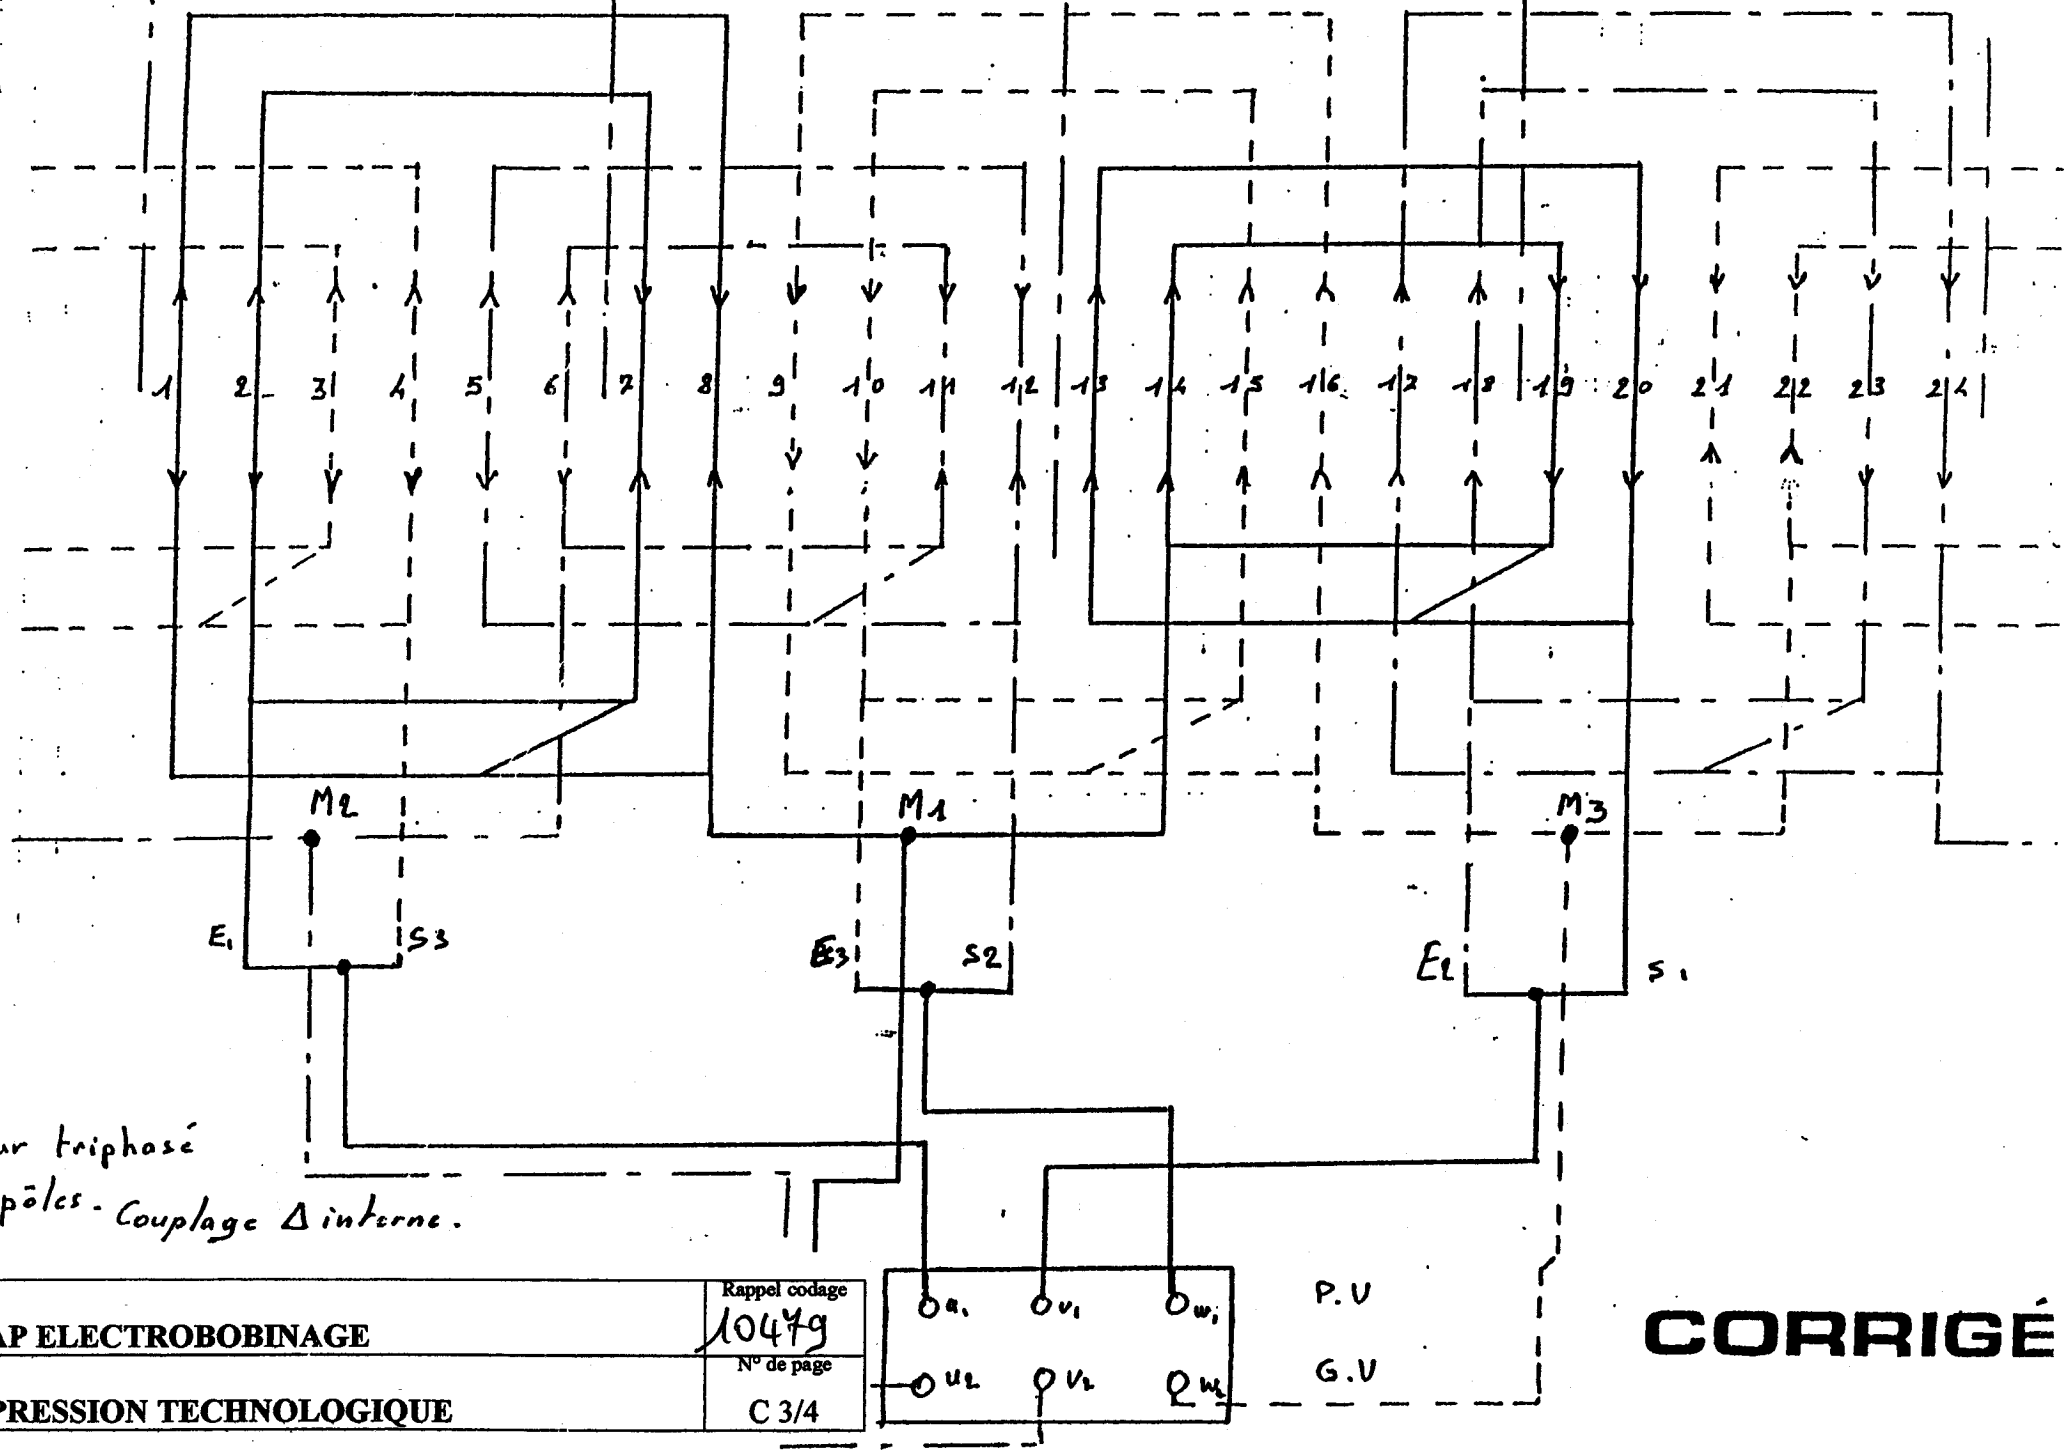 1 2 3 4 5 6 7 8 9 10 11 12 13 14 15 16 17 18 19 20 21 22 23 24
M2 M1 M3
E1 S3 E3 S2 E2 S1
ur triphasé
pôles. Couplage Δ interne.
Rappel codage
AP ELECTROBOBINAGE 10479
N° de page
PRESSION TECHNOLOGIQUE C 3/4
u1 v1 w1 P.V
u2 v2 w2 G.V
CORRIGÉ